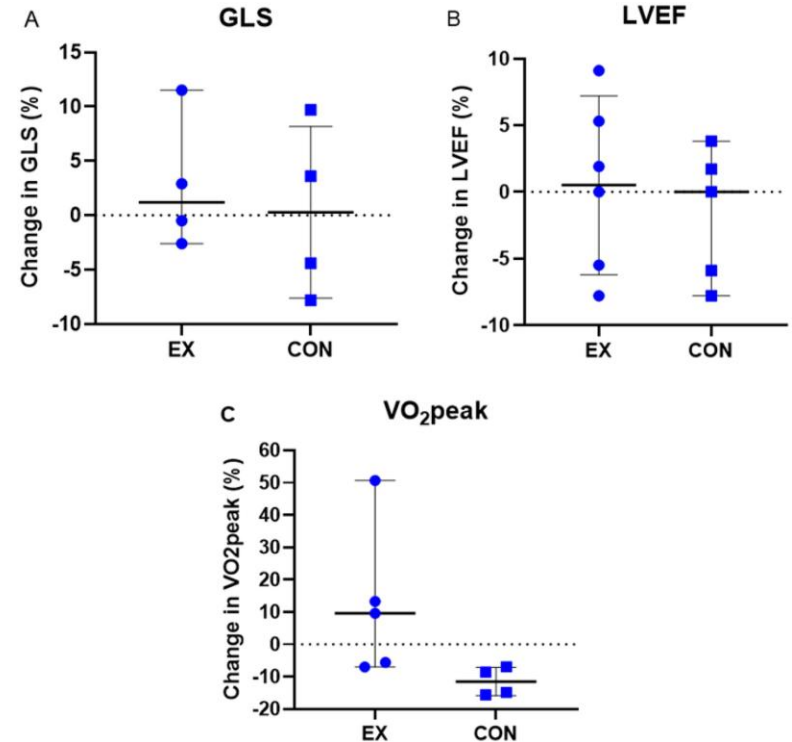 A
GLS
Change in GLS (%)
15
10
5
0
-5
-10
EX
CON
B
LVEF
Change in LVEF (%)
10
5
0
-5
-10
EX
CON
C
VO₂peak
Change in VO2peak (%)
60
50
40
30
20
10
0
-10
-20
EX
CON